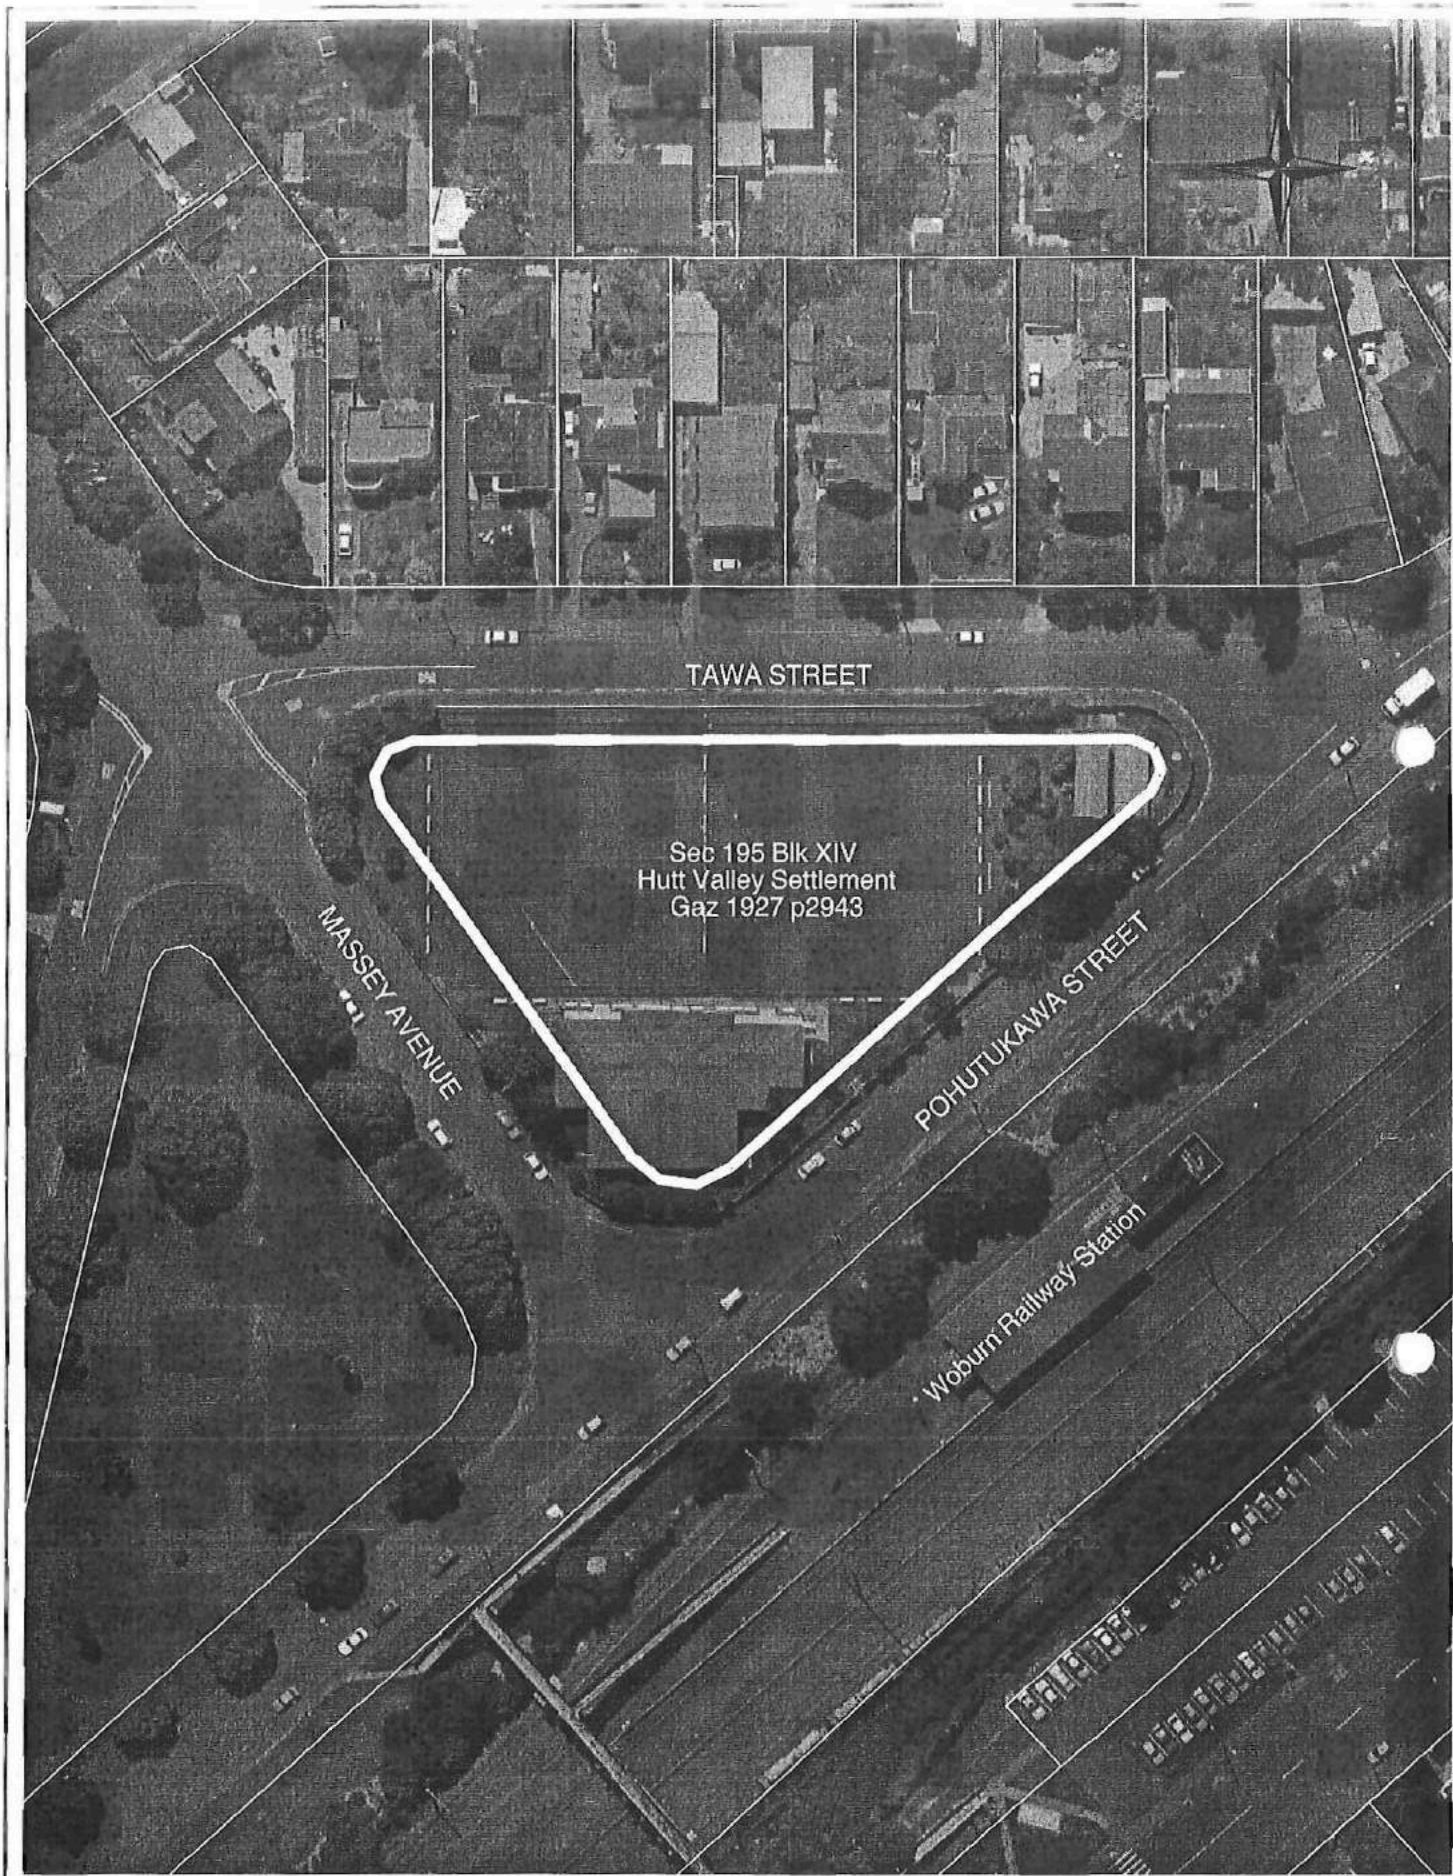 TAWA STREET
Sec 195 Blk XIV
Hutt Valley Settlement
Gaz 1927 p2943
MASSEY AVENUE
POHUTUKAWA STREET
Woburn Railway Station